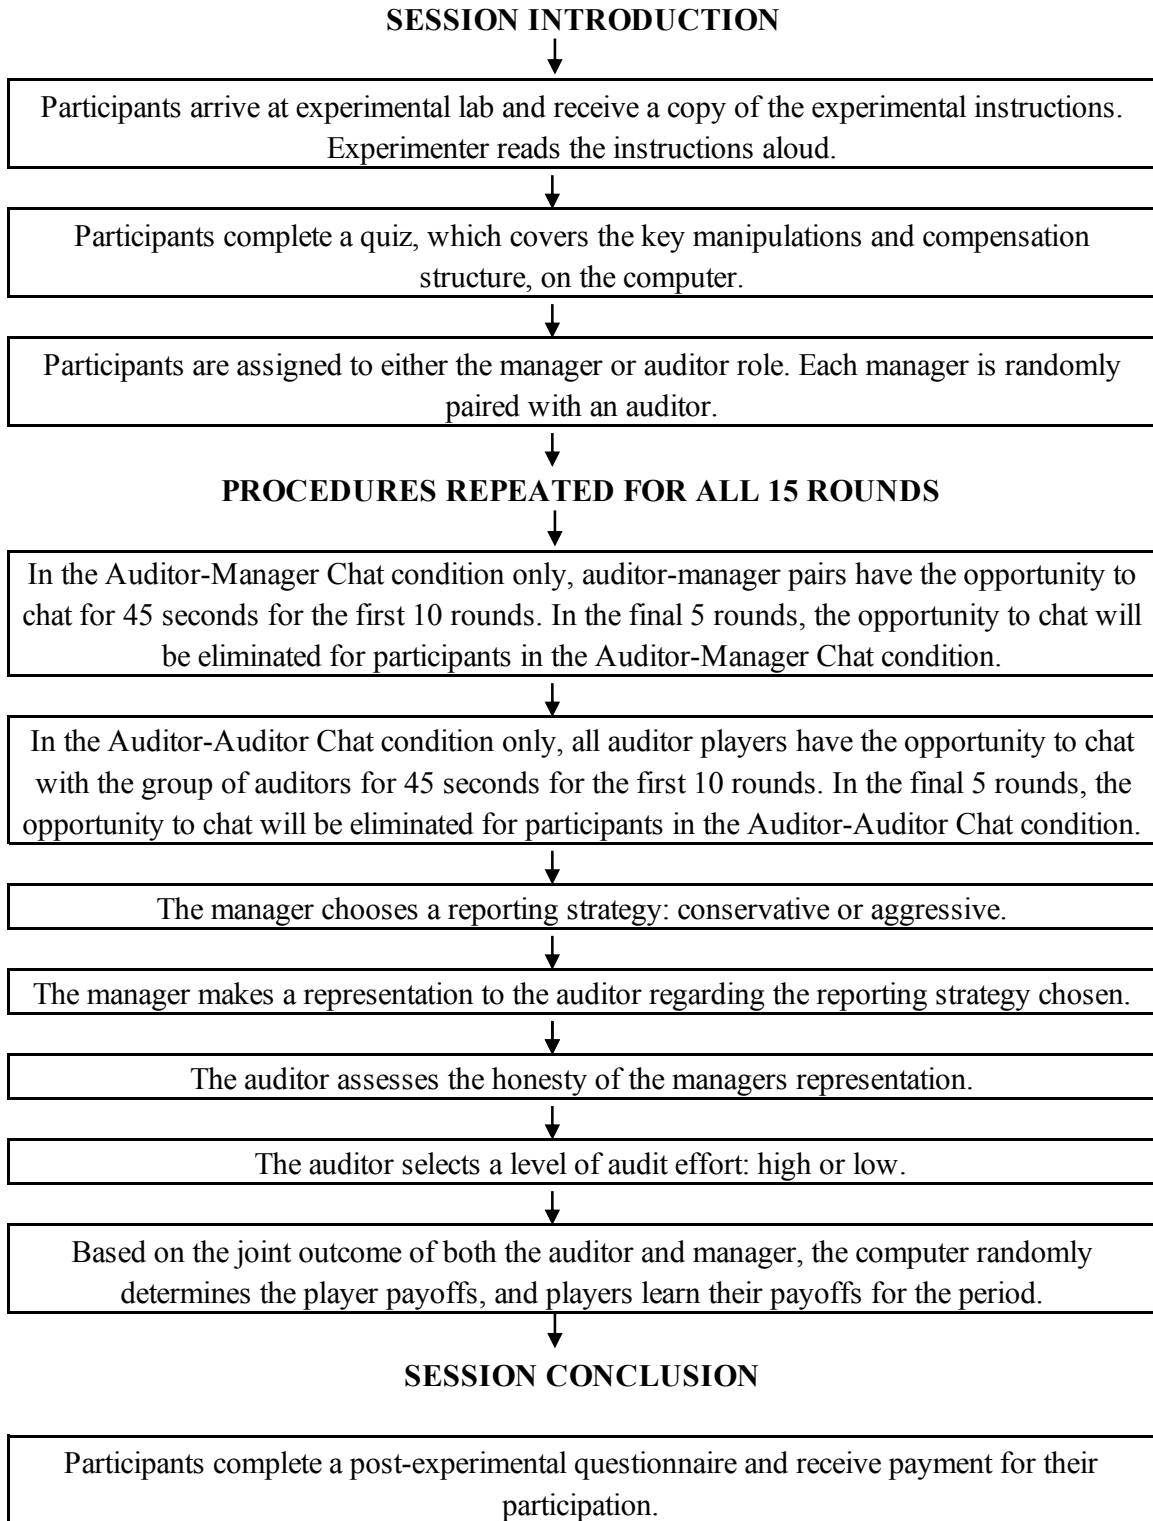 SESSION INTRODUCTION
Participants arrive at experimental lab and receive a copy of the experimental instructions.
Experimenter reads the instructions aloud.
Participants complete a quiz, which covers the key manipulations and compensation
structure, on the computer.
Participants are assigned to either the manager or auditor role. Each manager is randomly
paired with an auditor.
PROCEDURES REPEATED FOR ALL 15 ROUNDS
In the Auditor-Manager Chat condition only, auditor-manager pairs have the opportunity to
chat for 45 seconds for the first 10 rounds. In the final 5 rounds, the opportunity to chat will
be eliminated for participants in the Auditor-Manager Chat condition.
In the Auditor-Auditor Chat condition only, all auditor players have the opportunity to chat
with the group of auditors for 45 seconds for the first 10 rounds. In the final 5 rounds, the
opportunity to chat will be eliminated for participants in the Auditor-Auditor Chat condition.
The manager chooses a reporting strategy: conservative or aggressive.
The manager makes a representation to the auditor regarding the reporting strategy chosen.
The auditor assesses the honesty of the managers representation.
The auditor selects a level of audit effort: high or low.
Based on the joint outcome of both the auditor and manager, the computer randomly
determines the player payoffs, and players learn their payoffs for the period.
SESSION CONCLUSION
Participants complete a post-experimental questionnaire and receive payment for their
participation.